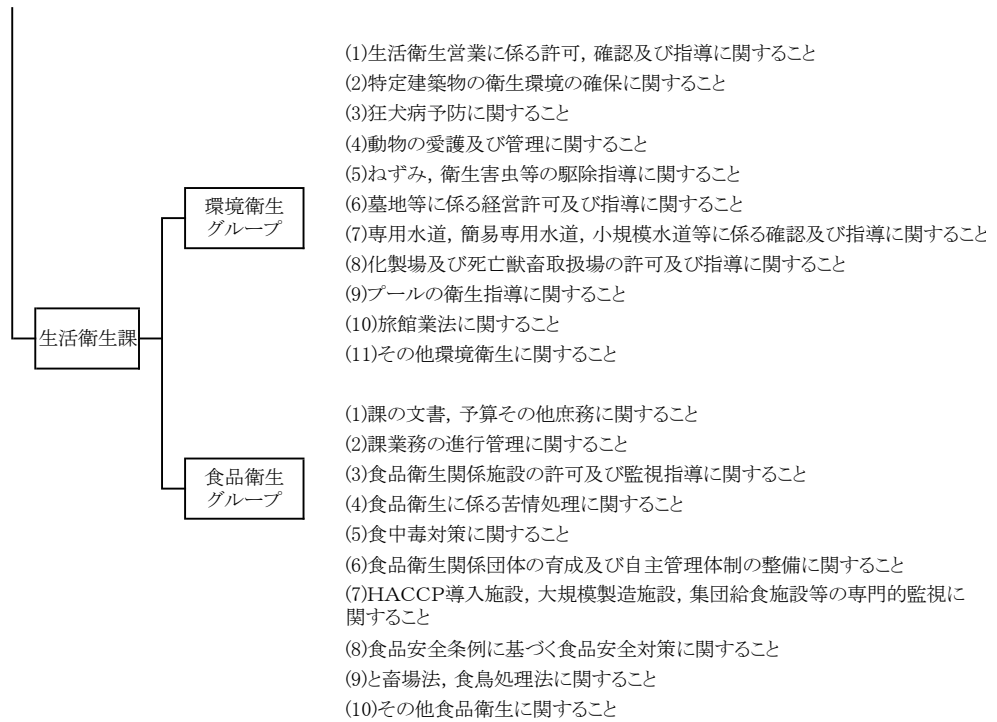 (1)生活衛生営業に係る許可，確認及び指導に関すること
(2)特定建築物の衛生環境の確保に関すること
(3)狂犬病予防に関すること
(4)動物の愛護及び管理に関すること
(5)ねずみ，衛生害虫等の駆除指導に関すること
環境衛生
グループ
(6)墓地等に係る経営許可及び指導に関すること
(7)専用水道，簡易専用水道，小規模水道等に係る確認及び指導に関すること
(8)化製場及び死亡獣畜取扱場の許可及び指導に関すること
(9)プールの衛生指導に関すること
(10)旅館業法に関すること
生活衛生課
(11)その他環境衛生に関すること
(1)課の文書，予算その他庶務に関すること
(2)課業務の進行管理に関すること
食品衛生
グループ
(3)食品衛生関係施設の許可及び監視指導に関すること
(4)食品衛生に係る苦情処理に関すること
(5)食中毒対策に関すること
(6)食品衛生関係団体の育成及び自主管理体制の整備に関すること
(7)HACCP導入施設，大規模製造施設，集団給食施設等の専門的監視に
関すること
(8)食品安全条例に基づく食品安全対策に関すること
(9)と畜場法，食鳥処理法に関すること
(10)その他食品衛生に関すること